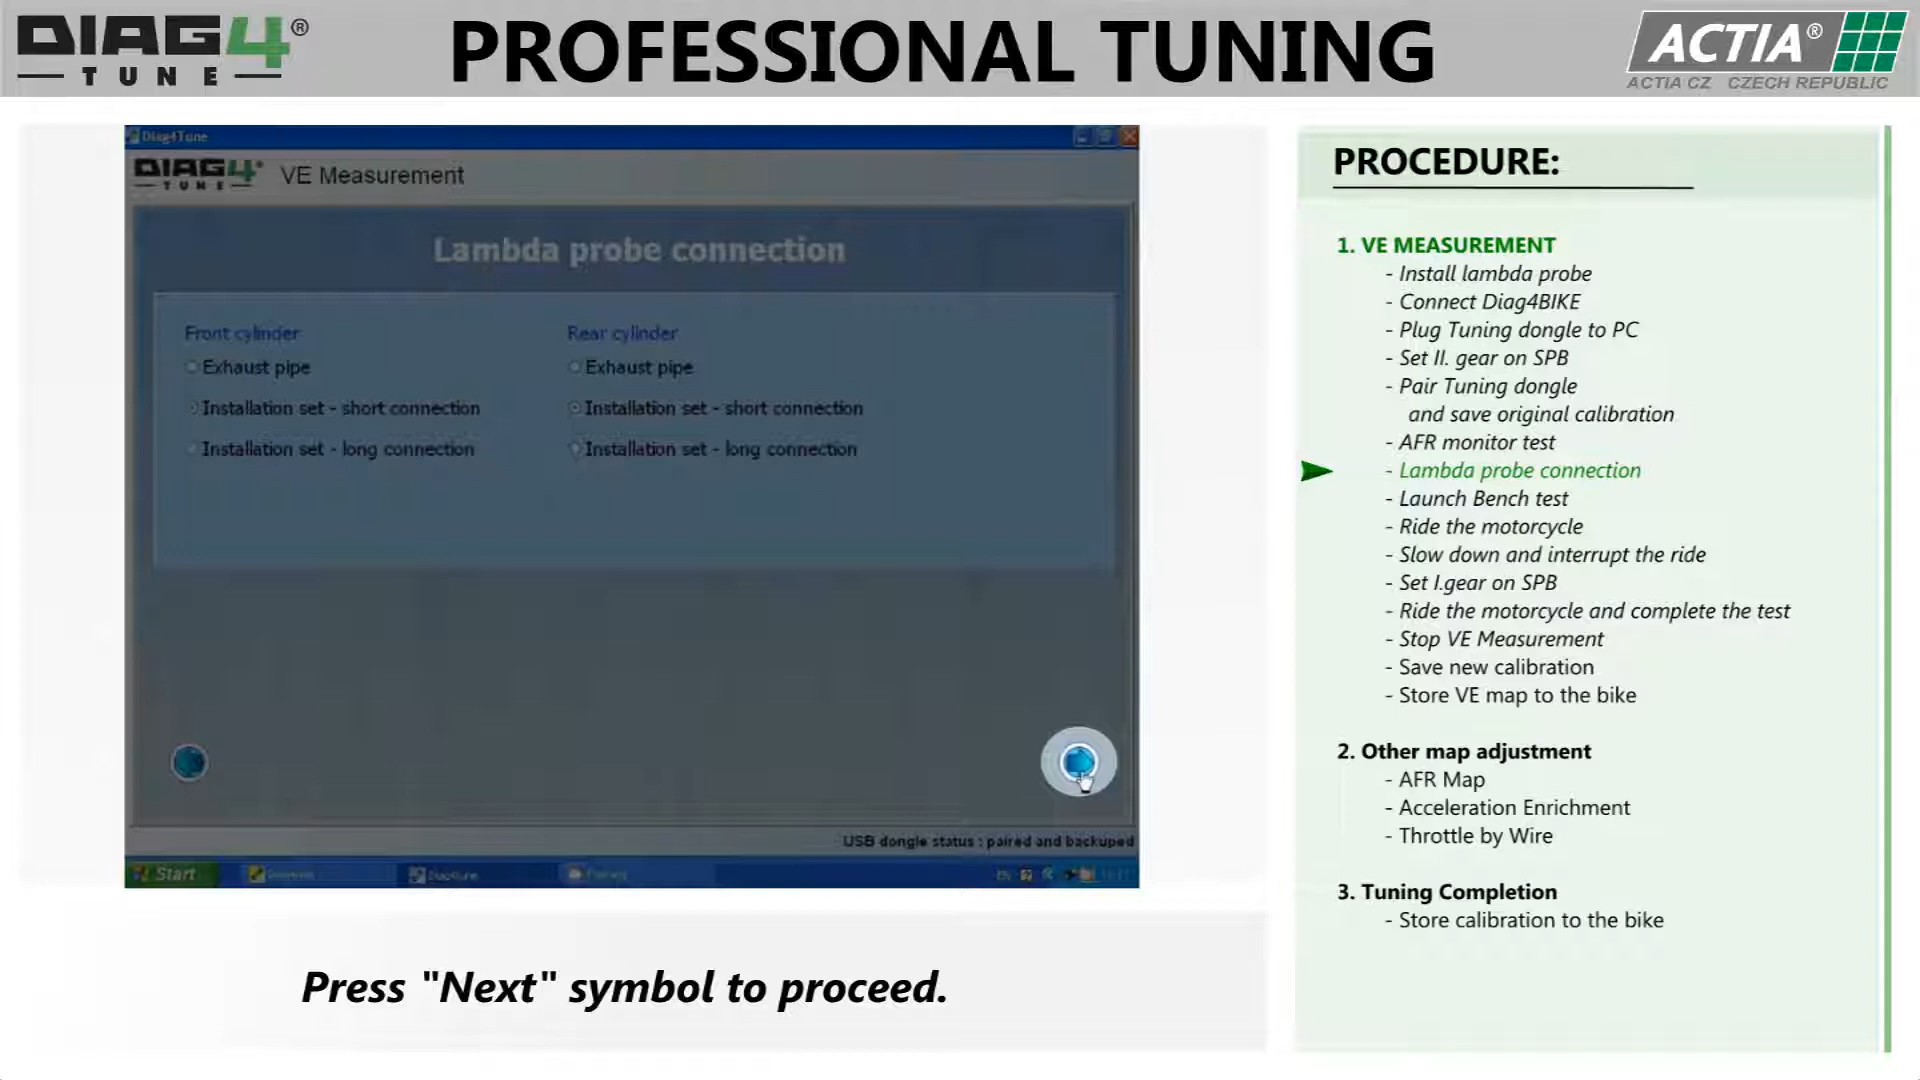 DIAG4®
TUNE
PROFESSIONAL TUNING
ACTIA®
ACTIA CZ CZECH REPUBLIC
Diag4Tune
DIAG4®
TUNE
VE Measurement
Lambda probe connection
Front cylinder
Exhaust pipe
Installation set - short connection
Installation set - long connection
Rear cylinder
Exhaust pipe
Installation set - short connection
Installation set - long connection
USB dongle status : paired and backuped
Start
Press "Next" symbol to proceed.
PROCEDURE:
1. VE MEASUREMENT
- Install lambda probe
- Connect Diag4BIKE
- Plug Tuning dongle to PC
- Set II. gear on SPB
- Pair Tuning dongle
and save original calibration
- AFR monitor test
- Lambda probe connection
- Launch Bench test
- Ride the motorcycle
- Slow down and interrupt the ride
- Set I.gear on SPB
- Ride the motorcycle and complete the test
- Stop VE Measurement
- Save new calibration
- Store VE map to the bike
2. Other map adjustment
- AFR Map
- Acceleration Enrichment
- Throttle by Wire
3. Tuning Completion
- Store calibration to the bike